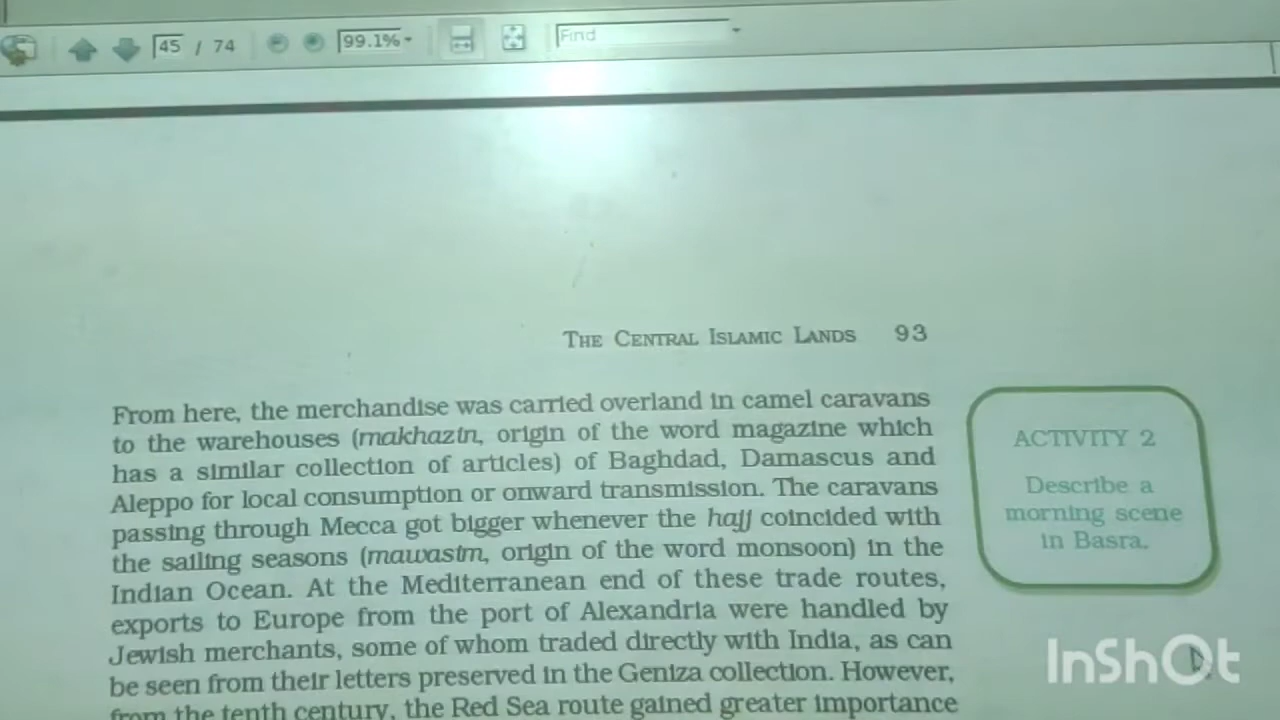 45 / 74
99.1%
Find
THE CENTRAL ISLAMIC LANDS 93
From here, the merchandise was carried overland in camel caravans
to the warehouses (makhazin, origin of the word magazine which
has a similar collection of articles) of Baghdad, Damascus and
Aleppo for local consumption or onward transmission. The caravans
passing through Mecca got bigger whenever the hajj coincided with
the sailing seasons (mawasim, origin of the word monsoon) in the
Indian Ocean. At the Mediterranean end of these trade routes,
exports to Europe from the port of Alexandria were handled by
Jewish merchants, some of whom traded directly with India, as can
be seen from their letters preserved in the Geniza collection. However,
from the tenth century, the Red Sea route gained greater importance
ACTIVITY 2
Describe a
morning scene
in Basra.
InShOt